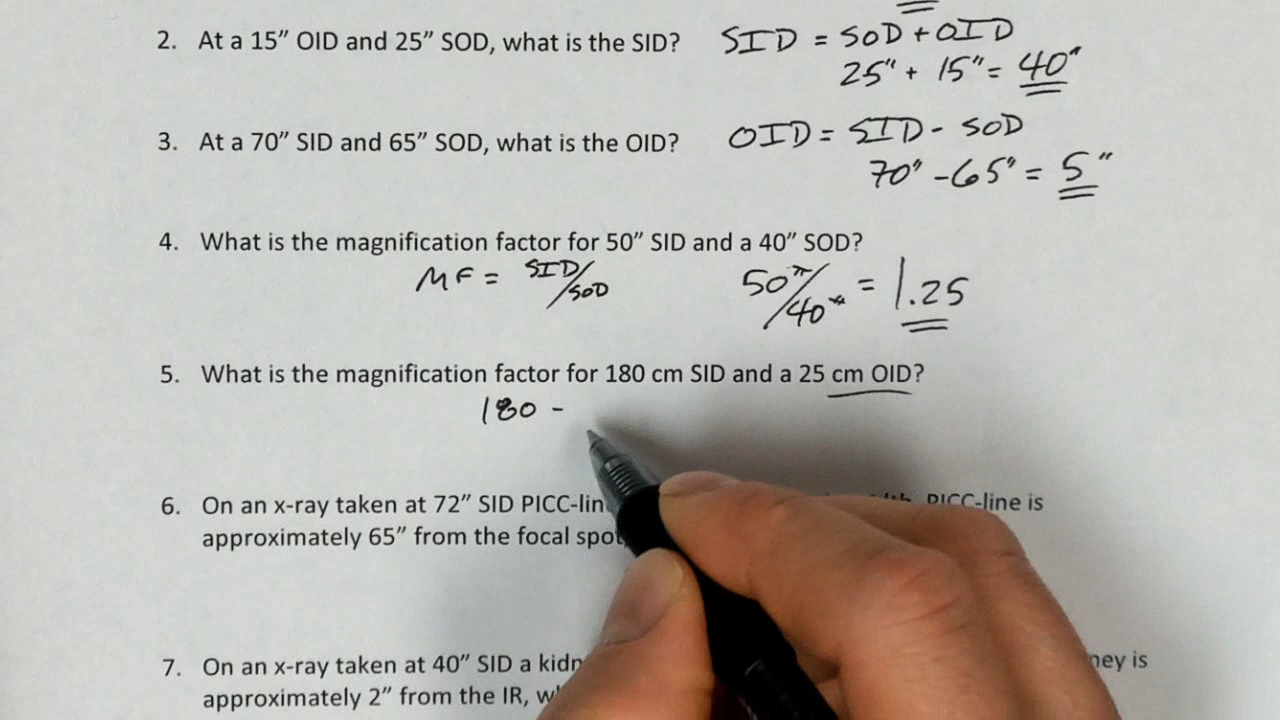 2. At a 15” OID and 25” SOD, what is the SID? SID = SOD + OID
25" + 15" = 40"
3. At a 70” SID and 65” SOD, what is the OID? OID = SID - SOD
70" - 65" = 5"
4. What is the magnification factor for 50” SID and a 40” SOD?
MF = SID/SOD 50"/40" = 1.25
5. What is the magnification factor for 180 cm SID and a 25 cm OID?
180 -
6. On an x-ray taken at 72” SID PICC-line is
approximately 65” from the focal
7. On an x-ray taken at 40” SID a is
approximately 2” from the IR,